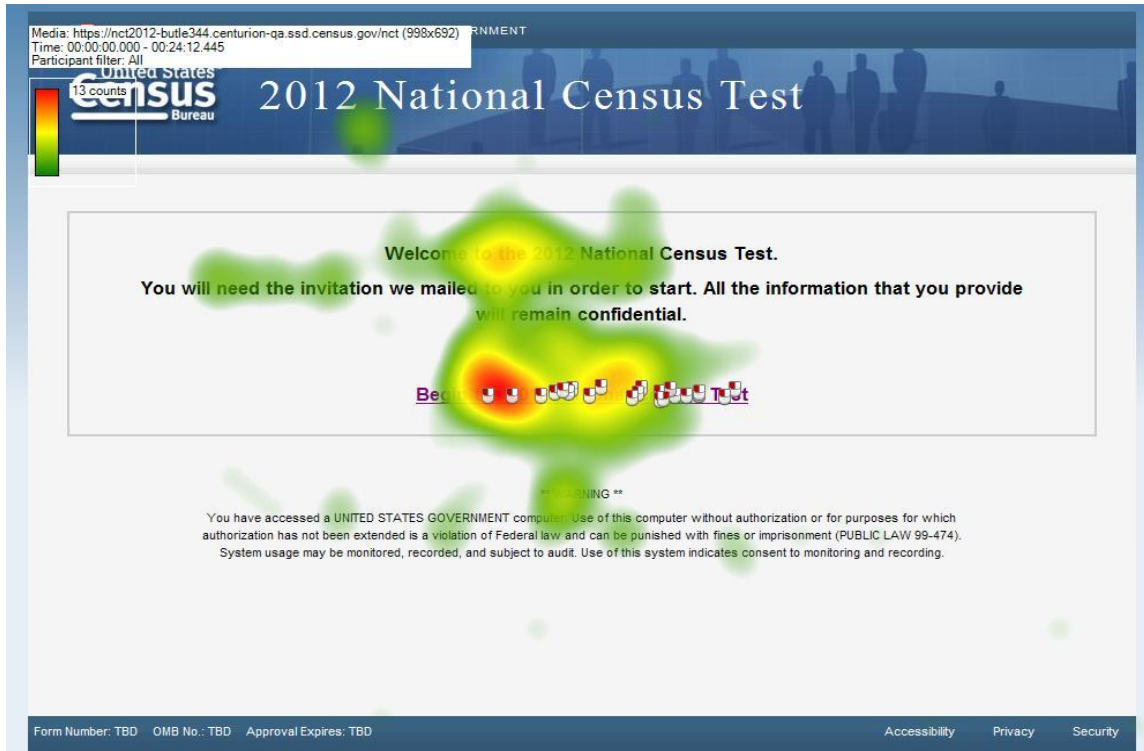 Media: https://nct2012-butle344.centurion-qa.ssd.census.gov/nct (998x692)
Time: 00:00:00.000 - 00:24:12.445
Participant filter: All
13 counts
United States
Census
Bureau
2012 National Census Test
Welcome to the 2012 National Census Test.
You will need the invitation we mailed to you in order to start. All the information that you provide
will remain confidential.
Test
** WARNING **
You have accessed a UNITED STATES GOVERNMENT computer. Use of this computer without authorization or for purposes for which
authorization has not been extended is a violation of Federal law and can be punished with fines or imprisonment (PUBLIC LAW 99-474).
System usage may be monitored, recorded, and subject to audit. Use of this system indicates consent to monitoring and recording.
Form Number: TBD OMB No.: TBD Approval Expires: TBD
Accessibility Privacy Security